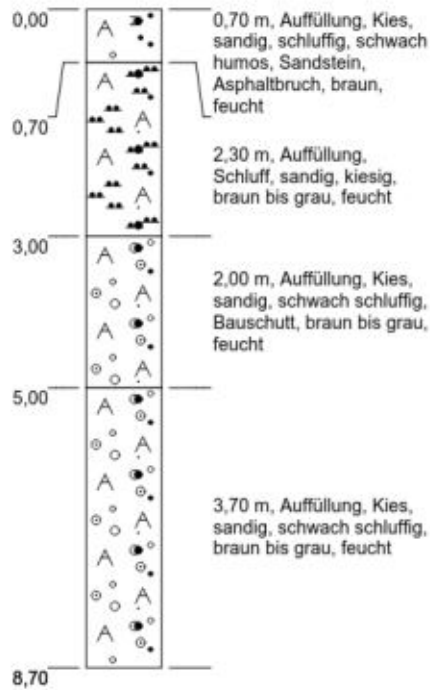 0,00
0,70 m, Auffüllung, Kies,
sandig, schluffig, schwach
humos, Sandstein,
Asphaltbruch, braun,
feucht
0,70
2,30 m, Auffüllung,
Schluff, sandig, kiesig,
braun bis grau, feucht
3,00
2,00 m, Auffüllung, Kies,
sandig, schwach schluffig,
Bauschutt, braun bis grau,
feucht
5,00
3,70 m, Auffüllung, Kies,
sandig, schwach schluffig,
braun bis grau, feucht
8,70